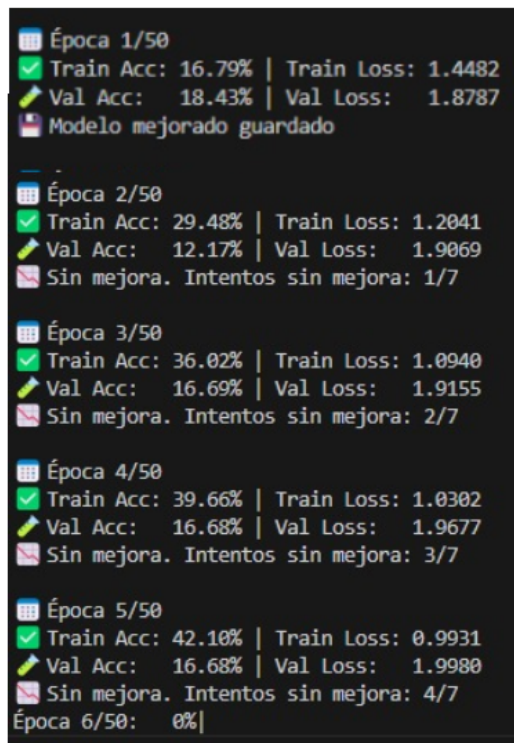 Época 1/50
Train Acc: 16.79% | Train Loss: 1.4482
Val Acc: 18.43% | Val Loss: 1.8787
Modelo mejorado guardado
Época 2/50
Train Acc: 29.48% | Train Loss: 1.2041
Val Acc: 12.17% | Val Loss: 1.9069
Sin mejora. Intentos sin mejora: 1/7
Época 3/50
Train Acc: 36.02% | Train Loss: 1.0940
Val Acc: 16.69% | Val Loss: 1.9155
Sin mejora. Intentos sin mejora: 2/7
Época 4/50
Train Acc: 39.66% | Train Loss: 1.0302
Val Acc: 16.68% | Val Loss: 1.9677
Sin mejora. Intentos sin mejora: 3/7
Época 5/50
Train Acc: 42.10% | Train Loss: 0.9931
Val Acc: 16.68% | Val Loss: 1.9980
Sin mejora. Intentos sin mejora: 4/7
Época 6/50: 0%|